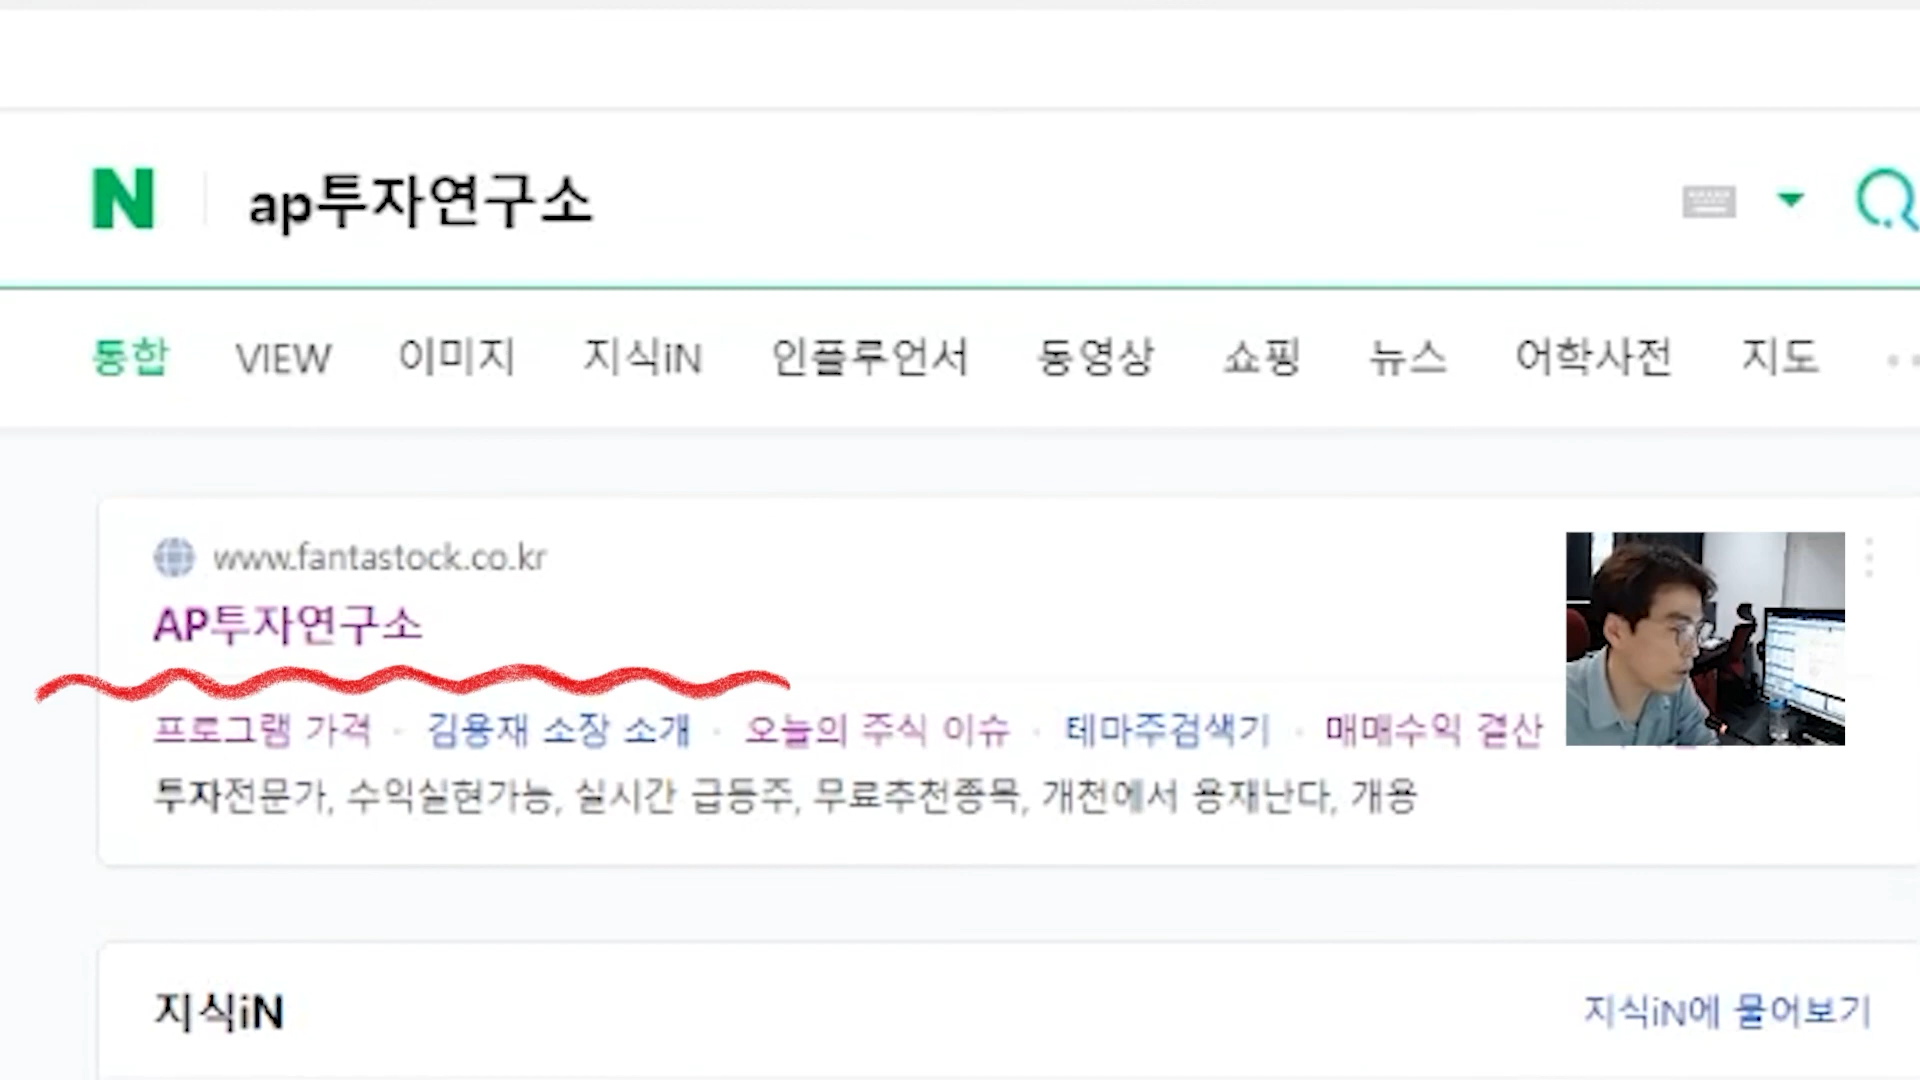 N ap투자연구소
통합 VIEW 이미지 지식iN 인플루언서 동영상 쇼핑 뉴스 어학사전 지도
www.fantastock.co.kr
AP투자연구소
프로그램 가격 · 김용재 소장 소개 · 오늘의 주식 이슈 · 테마주검색기 · 매매수익 결산
투자전문가, 수익실현가능, 실시간 급등주, 무료추천종목, 개천에서 용재난다, 개용
지식iN 지식iN에 물어보기